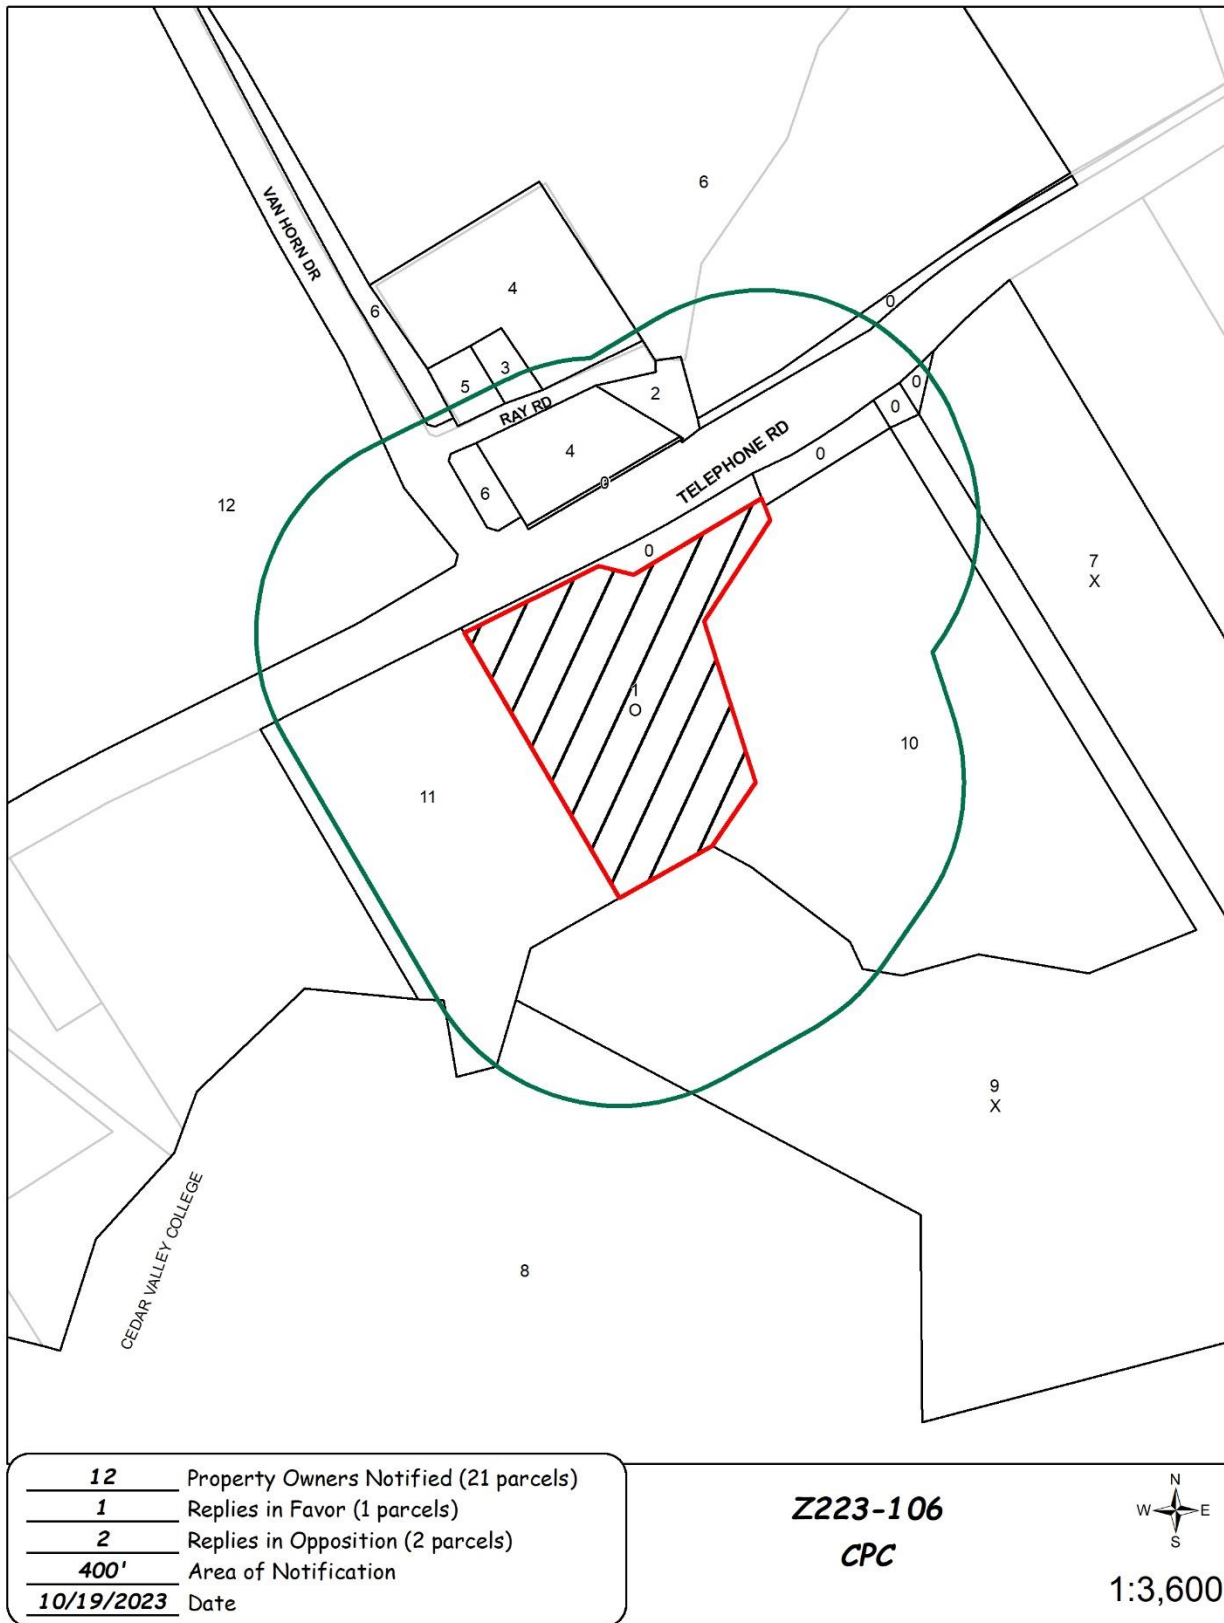 6
VAN HORN DR
4
6
0
3
5
2
0
RAY RD
0
TELEPHONE RD
4
0
0
6
12
0
7
X
1
O
10
11
9
X
CEDAR VALLEY COLLEGE
8
12 Property Owners Notified (21 parcels)
1 Replies in Favor (1 parcels)
2 Replies in Opposition (2 parcels)
400' Area of Notification
10/19/2023 Date
Z223-106
CPC
N
W E
S
1:3,600